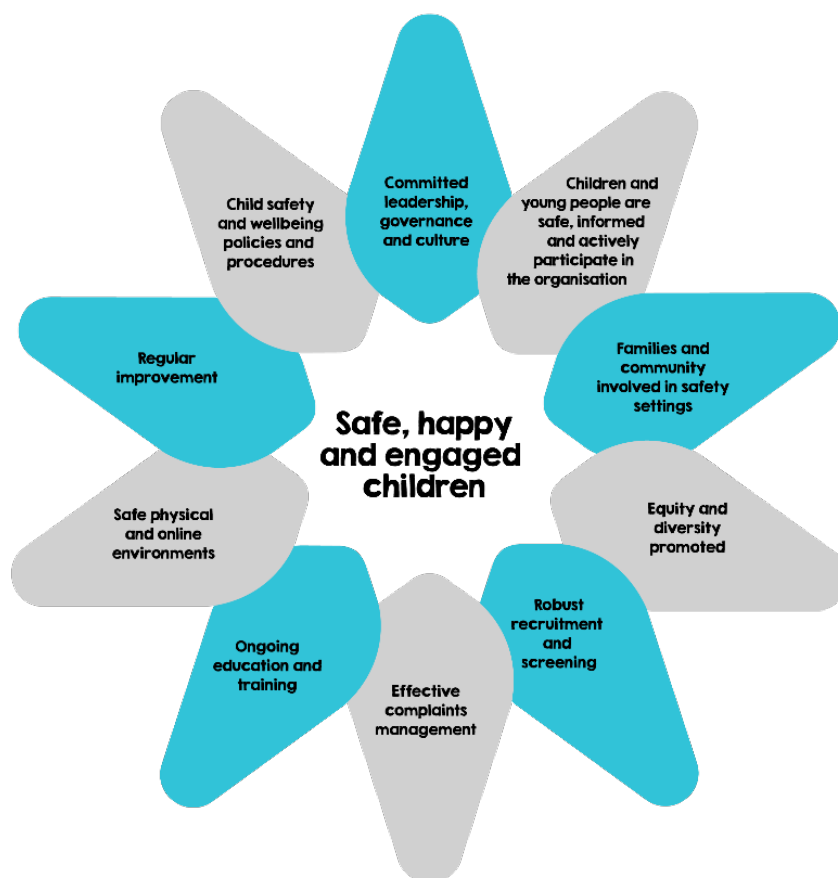 Committed
leadership,
governance
and culture
Children and
young people are
safe, informed
and actively
participate in
the organisation
Families and
community
involved in safety
settings
Equity and
diversity
promoted
Robust
recruitment
and
screening
Effective
complaints
management
Ongoing
education and
training
Safe physical
and online
environments
Regular
improvement
Child safety
and wellbeing
policies and
procedures
Safe, happy
and engaged
children